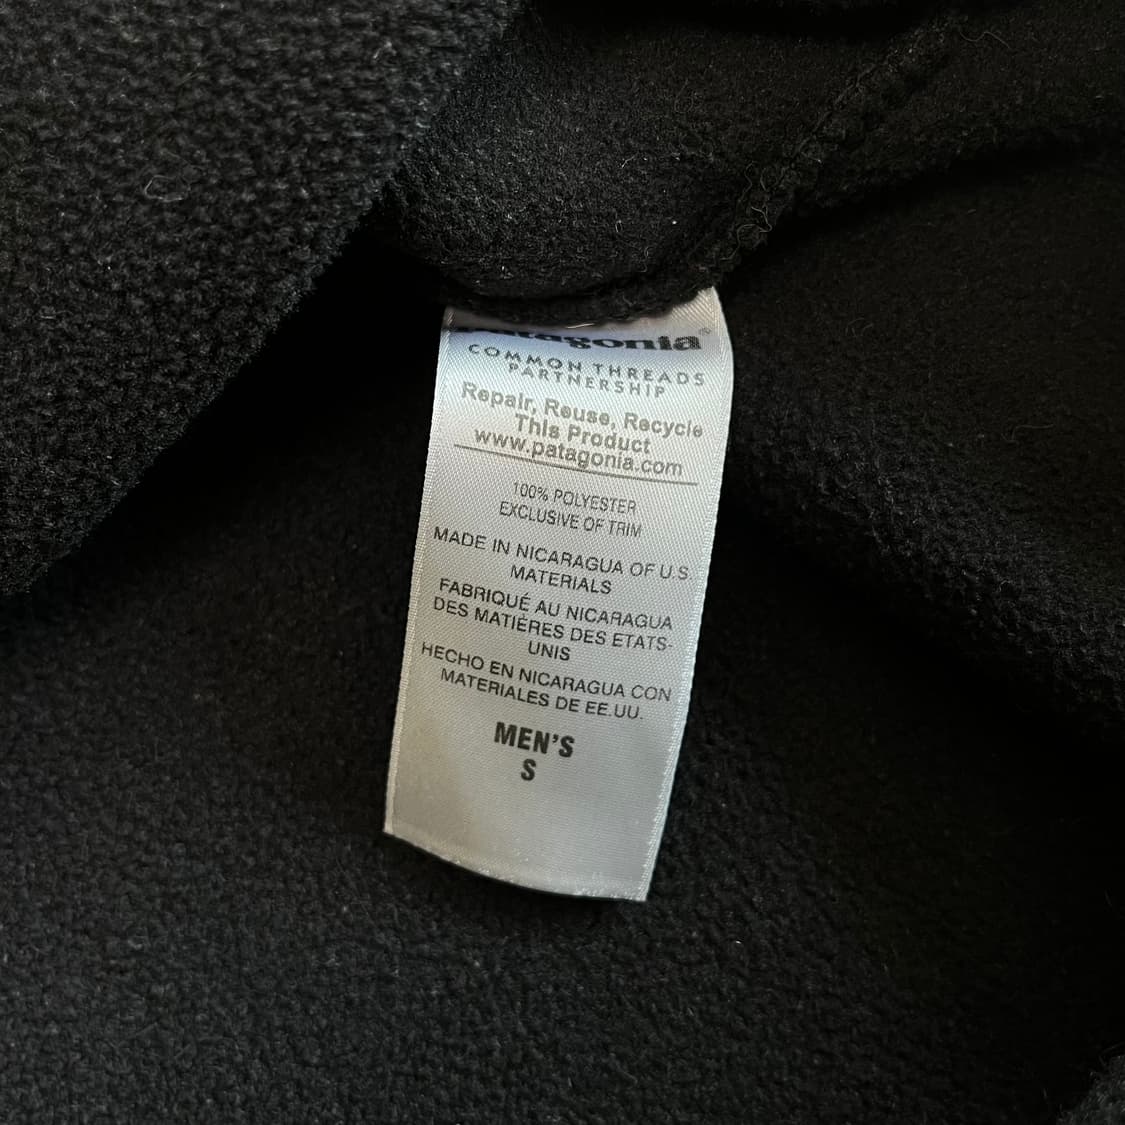 patagonia®
COMMON THREADS
PARTNERSHIP
Repair, Reuse, Recycle
This Product
www.patagonia.com
100% POLYESTER
EXCLUSIVE OF TRIM
MADE IN NICARAGUA OF U.S.
MATERIALS
FABRIQUÉ AU NICARAGUA
DES MATIÈRES DES ETATS-
UNIS
HECHO EN NICARAGUA CON
MATERIALES DE EE.UU.
MEN'S
S